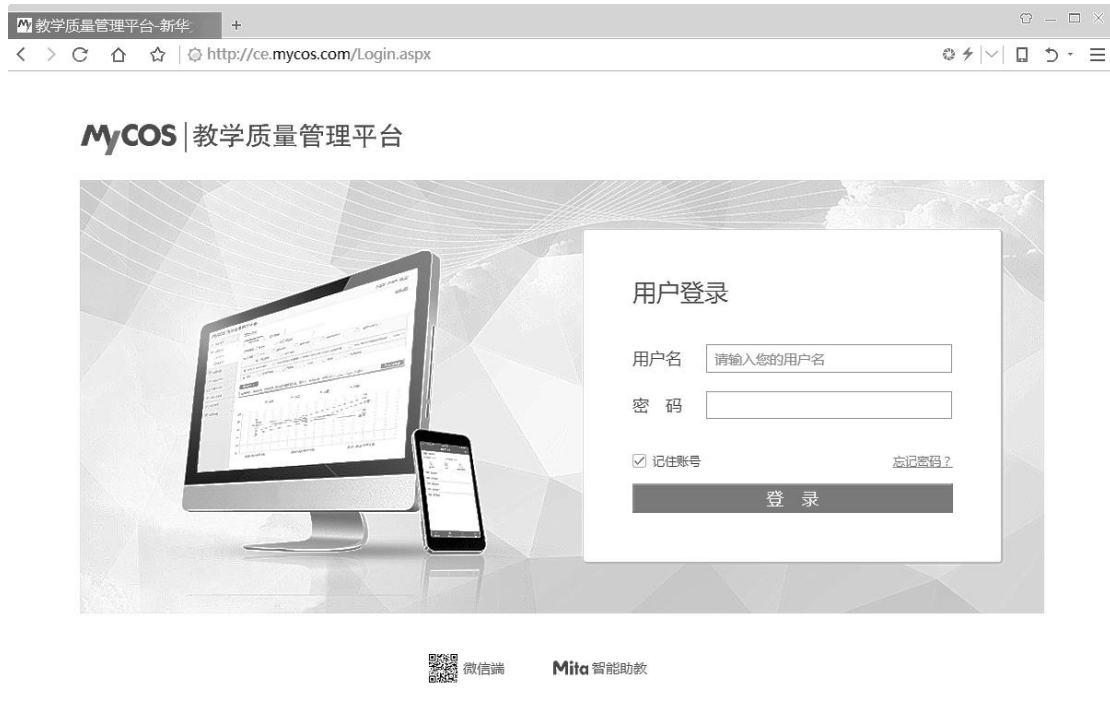 教学质量管理平台-新华
http://ce.mycos.com/Login.aspx
MyCOS 教学质量管理平台
用户登录
用户名 请输入您的用户名
密 码
记住账号 忘记密码？
登 录
微信端 Mita 智能助教